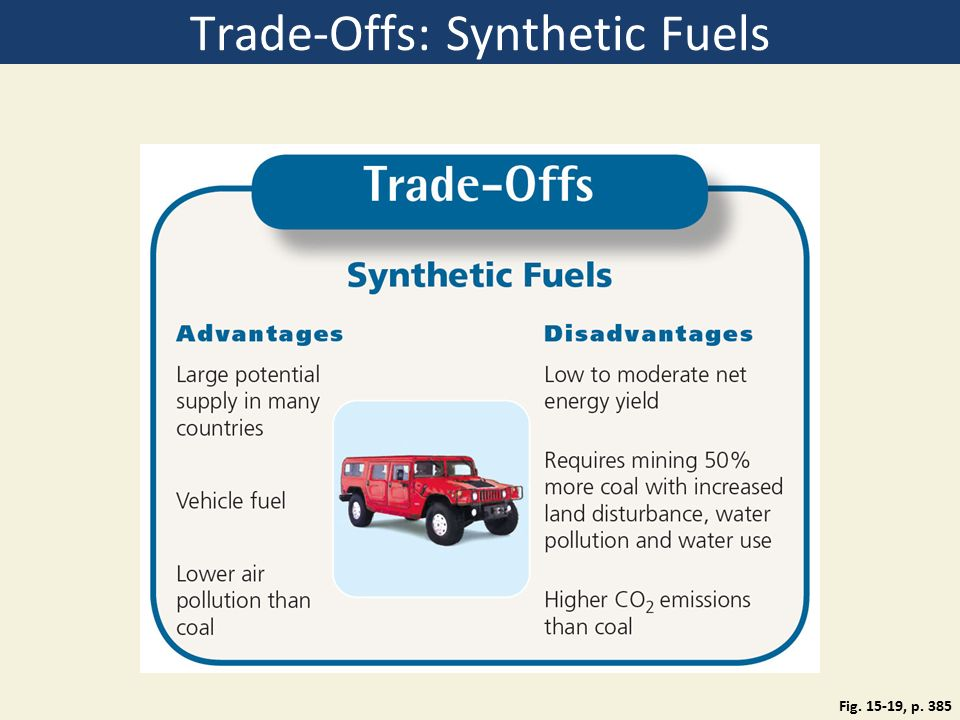 Trade-Offs: Synthetic Fuels
Trade-Offs
Synthetic Fuels
Advantages
Large potential
supply in many
countries
Vehicle fuel
Lower air
pollution than
coal
Disadvantages
Low to moderate net
energy yield
Requires mining 50%
more coal with increased
land disturbance, water
pollution and water use
Higher CO₂ emissions
than coal
Fig. 15-19, p. 385